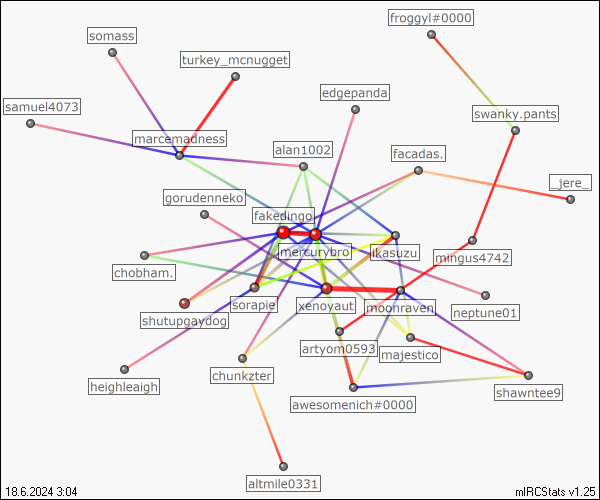 froggyl#0000
somass
turkey_mcnugget
edgepanda
samuel4073
swanky.pants
marcemadness
alan1002
facadas.
_jere_
gorudenneko
fakedingo
mercurybro
ikasuzu
mingus4742
chobham.
sorapie
xenoyaut
moonraven
neptune01
shutupgaydog
artyom0593
majestico
heighleaigh
chunkzter
awesomenich#0000
shawntee9
altmile0331
18.6.2024 3:04
mIRCStats v1.25